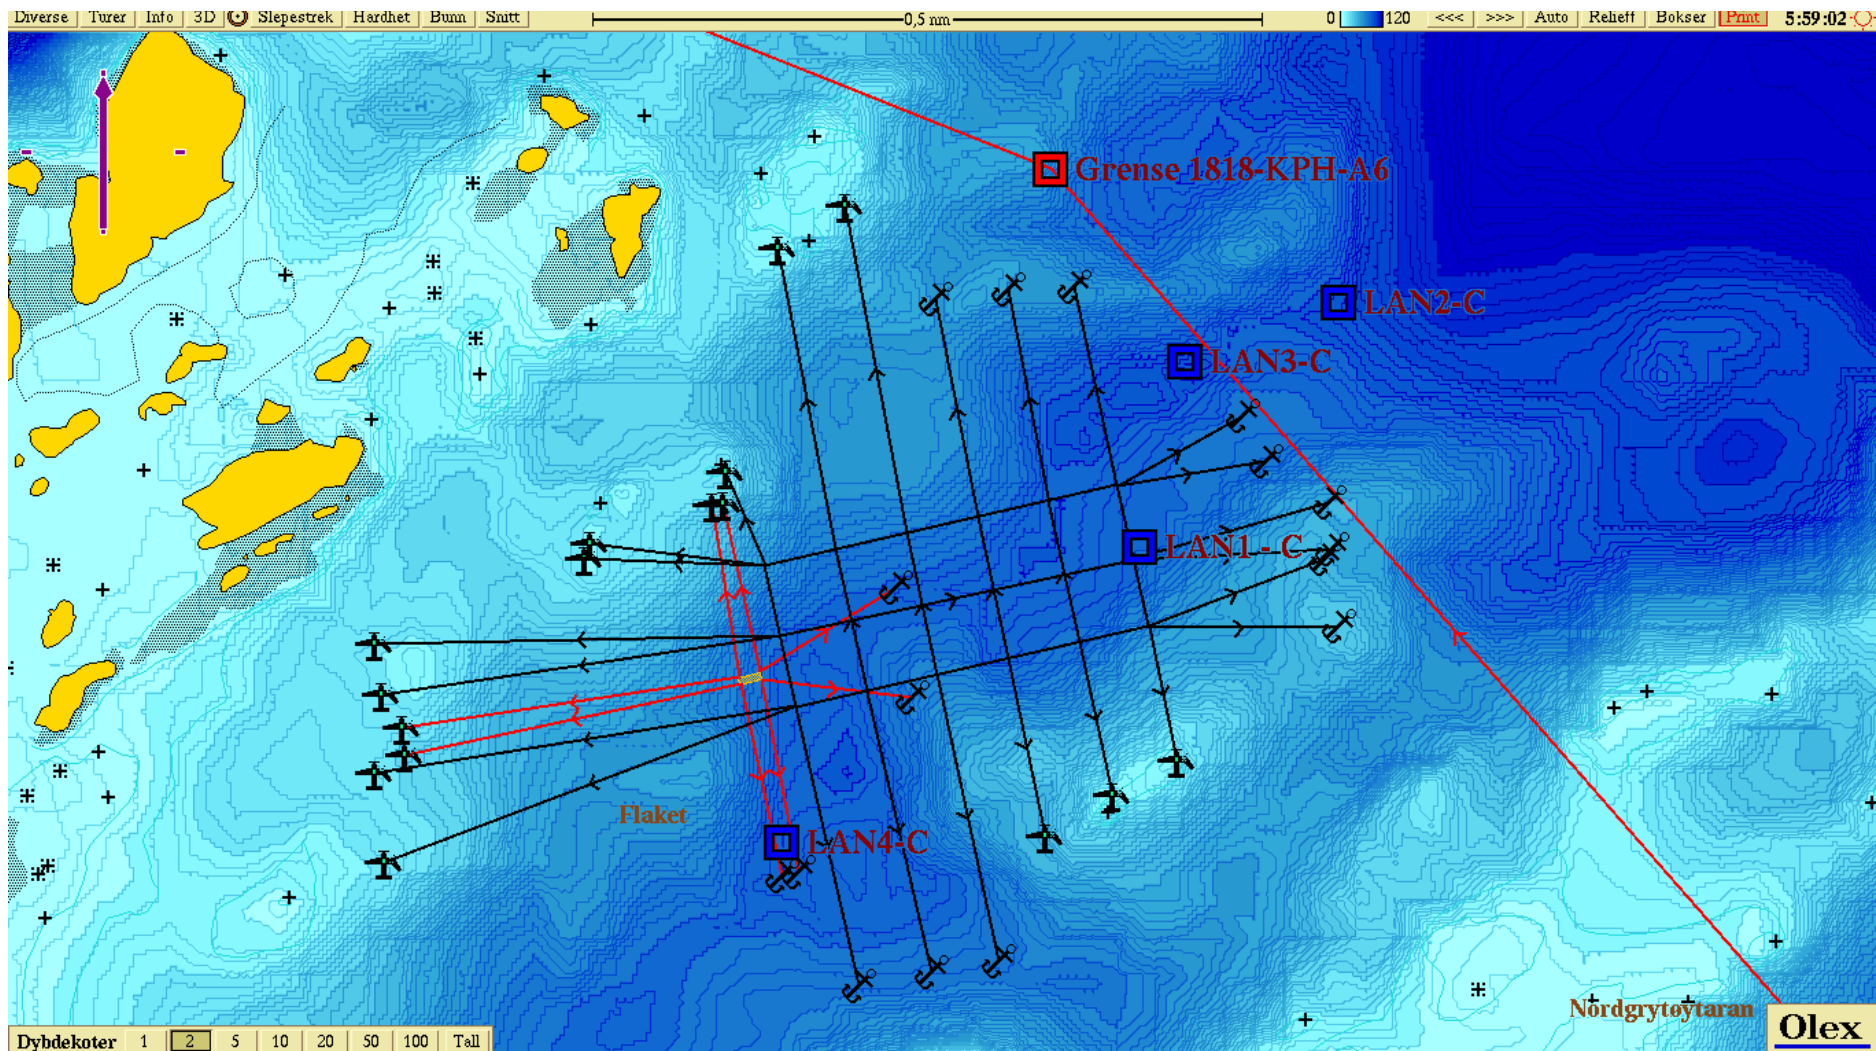 Diverse Turer Info 3D Slepestrek Hardhet Bunn Snitt 0,5 nm 0 120 <<< >>> Auto Relieff Bokser Print 5:59:02
Grense 1818-KPH-A6
LAN2-C
LAN3-C
LAN1 - C
Flaket
LAN4-C
Nordgrytøytaran
Olex
Dybdekoter 1 2 5 10 20 50 100 Tall